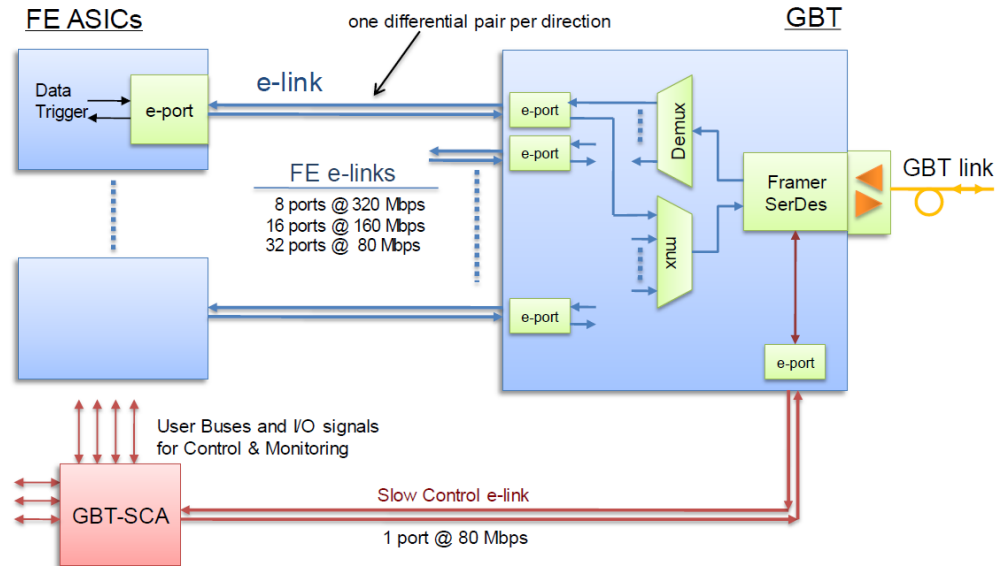 FE ASICs
one differential pair per direction
GBT
Data
Trigger
e-port
e-link
e-port
e-port
Demux
FE e-links
8 ports @ 320 Mbps
16 ports @ 160 Mbps
32 ports @ 80 Mbps
Framer
SerDes
GBT link
mux
e-port
e-port
User Buses and I/O signals
for Control & Monitoring
GBT-SCA
Slow Control e-link
1 port @ 80 Mbps